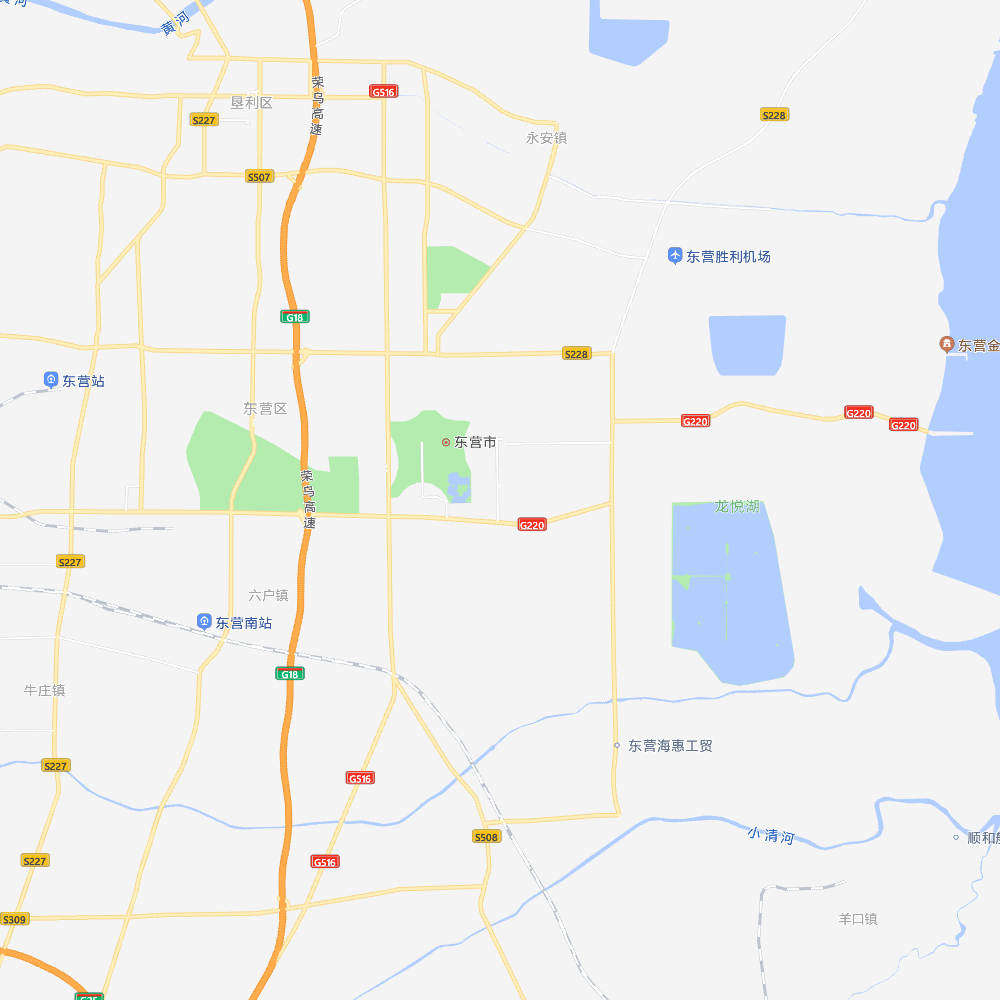 黄河
黄河
荣乌高速
G516
垦利区
S227
S228
永安镇
S507
东营胜利机场
G18
东营金
S228
东营站
东营区
G220
G220
G220
东营市
荣乌高速
龙悦湖
G220
S227
六户镇
东营南站
G18
牛庄镇
东营海惠工贸
S227
G516
小清河
S508
顺和船
S227
G516
S309
羊口镇
G25